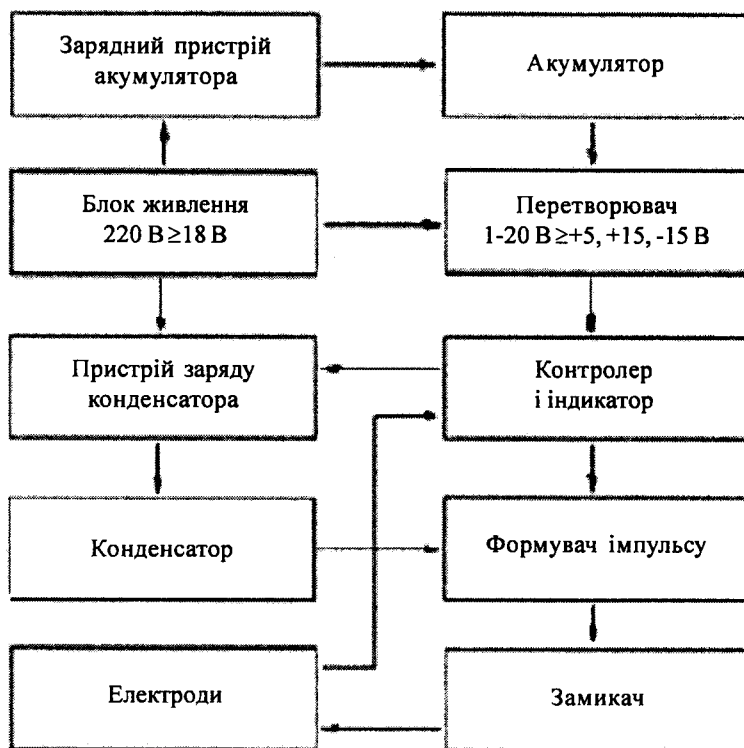 Зарядний пристрій
акумулятора
Акумулятор
Блок живлення
220 В≥18 В
Перетворювач
1-20 В≥+5, +15, -15 В
Пристрій заряду
конденсатора
Контролер
і індикатор
Конденсатор
Формувач імпульсу
Електроди
Замикач